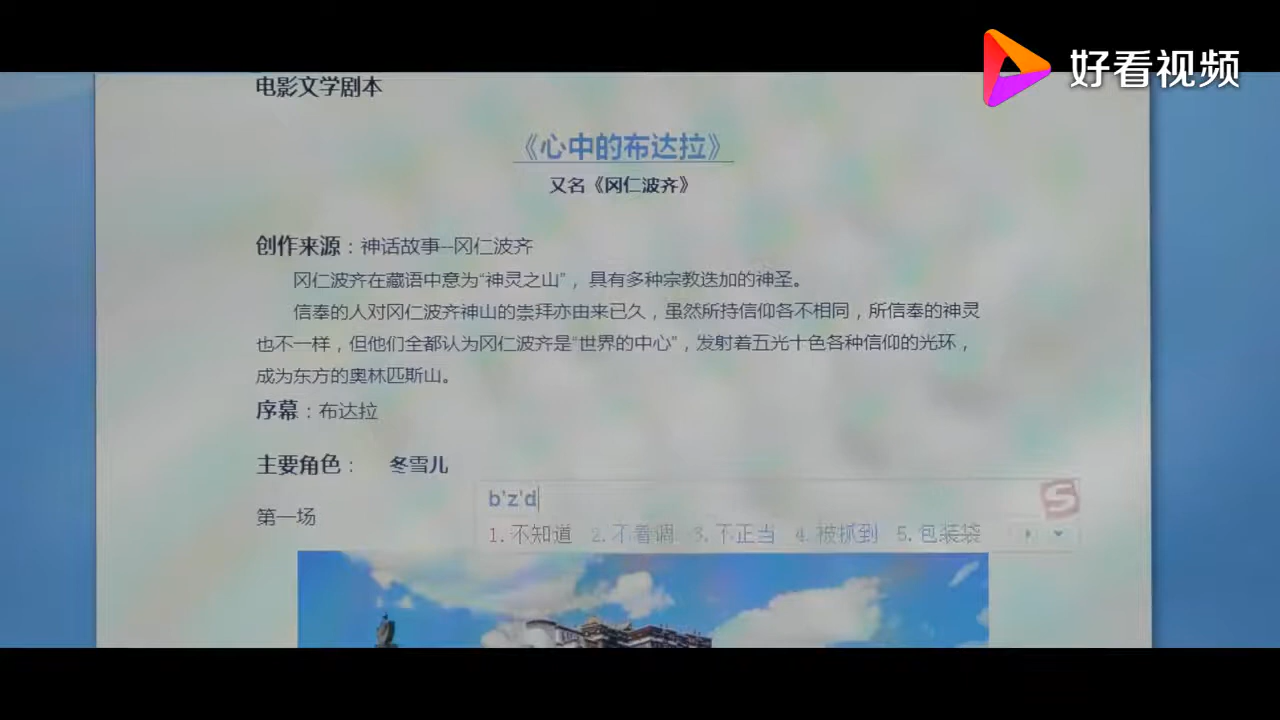 好看视频
电影文学剧本
《心中的布达拉》
又名《冈仁波齐》
创作来源：神话故事--冈仁波齐
冈仁波齐在藏语中意为“神灵之山”，具有多种宗教迭加的神圣。
信奉的人对冈仁波齐神山的崇拜亦由来已久，虽然所持信仰各不相同，所信奉的神灵
也不一样，但他们全都认为冈仁波齐是“世界的中心”，发射着五光十色各种信仰的光环，
成为东方的奥林匹斯山。
序幕：布达拉
主要角色： 冬雪儿
b'z'd
第一场
1.不知道 2.不着调 3.不正当 4.被抓到 5.包装袋